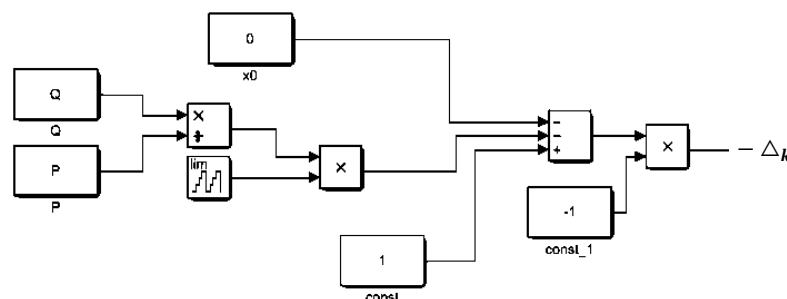 0
x0
Q
Q
×
÷
P
P
lim
×
−
−
+
×
− △k
-1
const_1
1
const